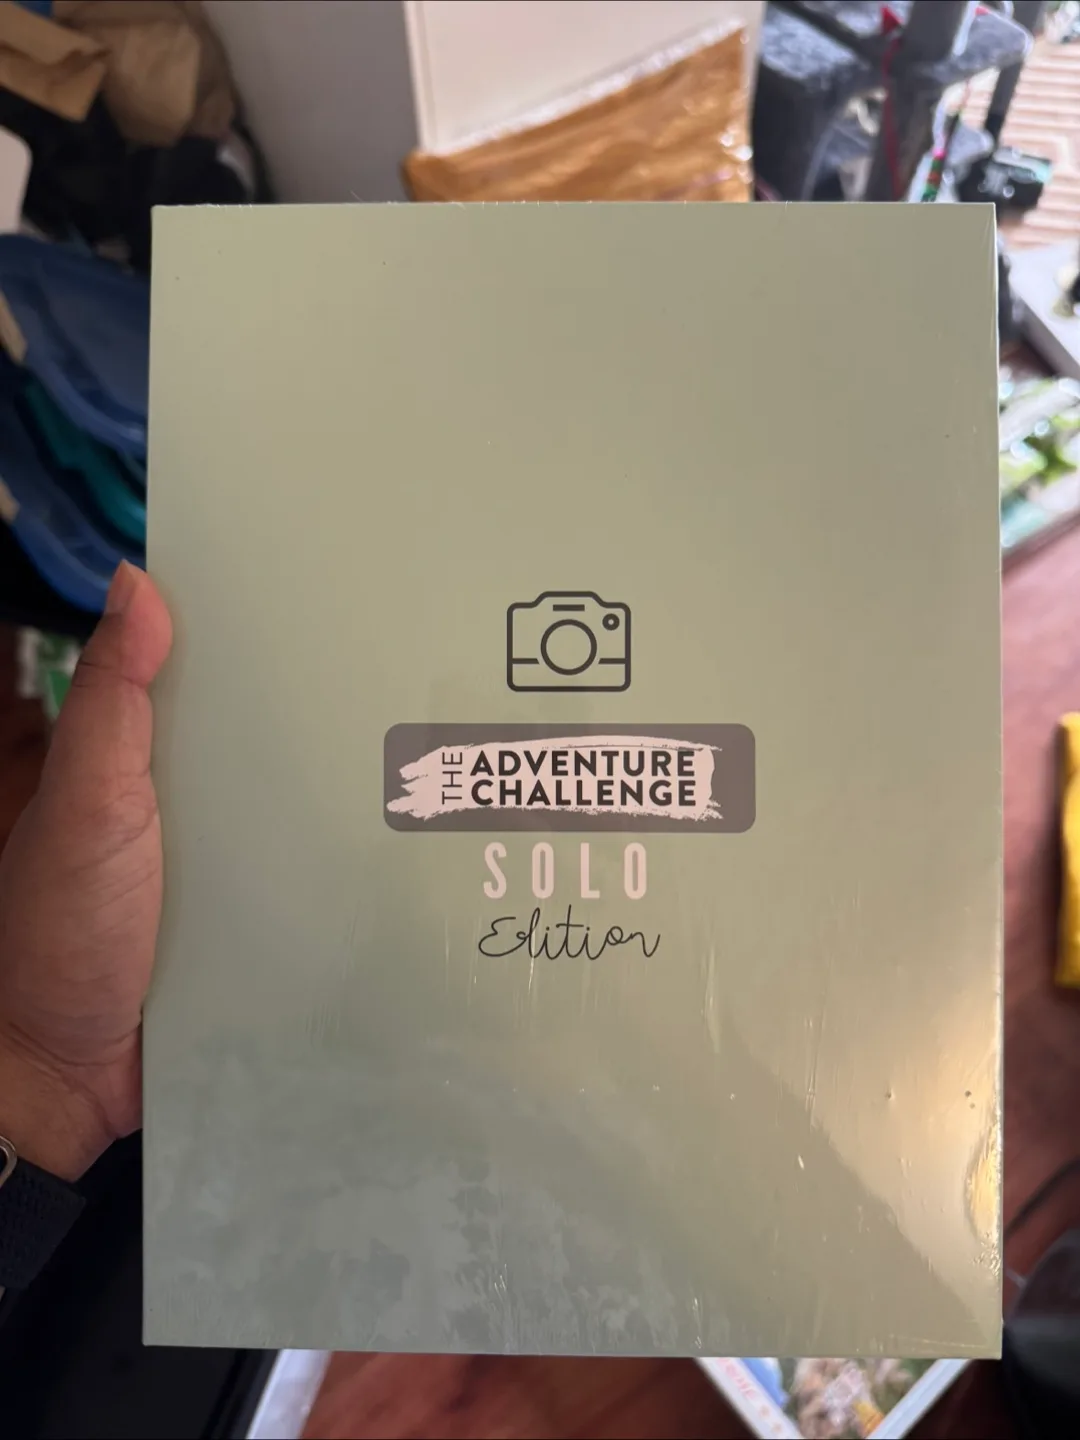 THE ADVENTURE
CHALLENGE
SOLO
Edition